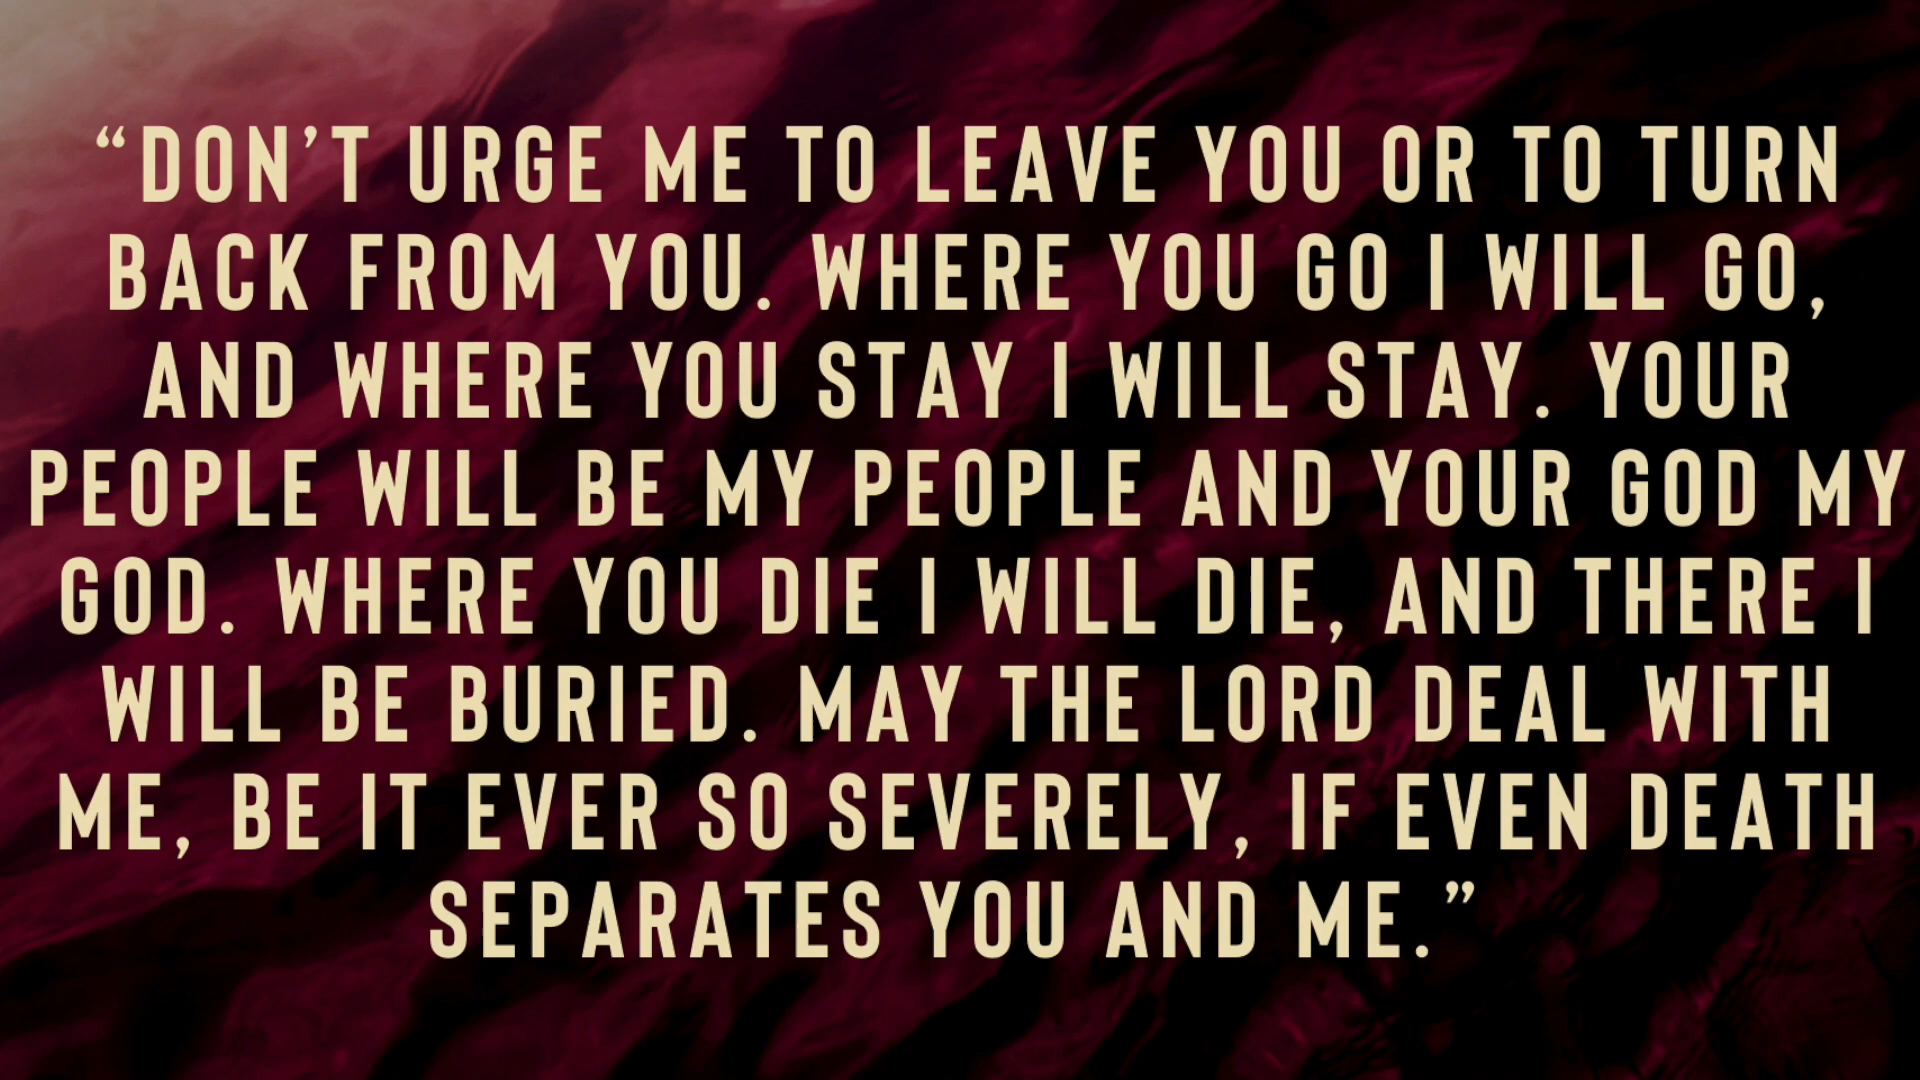 “DON’T URGE ME TO LEAVE YOU OR TO TURN
BACK FROM YOU. WHERE YOU GO I WILL GO,
AND WHERE YOU STAY I WILL STAY. YOUR
PEOPLE WILL BE MY PEOPLE AND YOUR GOD MY
GOD. WHERE YOU DIE I WILL DIE, AND THERE I
WILL BE BURIED. MAY THE LORD DEAL WITH
ME, BE IT EVER SO SEVERELY, IF EVEN DEATH
SEPARATES YOU AND ME.”